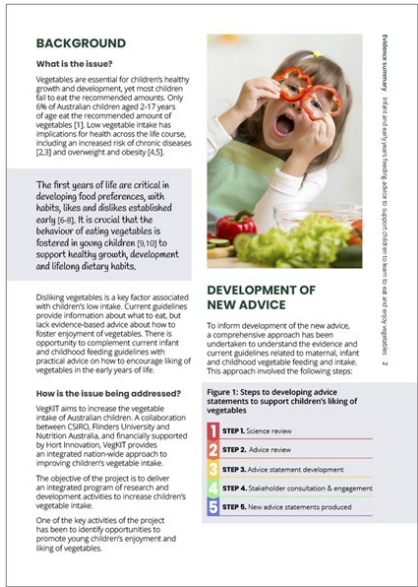 BACKGROUND
What is the issue?
Vegetables are essential for children's healthy
growth and development, yet most children
fail to eat the recommended amounts. Only
6% of Australian children aged 2-17 years
of age eat the recommended amount of
vegetables [1]. Low vegetable intake has
implications for health across the life course,
including an increased risk of chronic diseases
[2,3] and overweight and obesity [4,5].
The first years of life are critical in
developing food preferences, with
habits, likes and dislikes established
early [6-8]. It is crucial that the
behaviour of eating vegetables is
fostered in young children [9,10] to
support healthy growth, development
and lifelong dietary habits.
Disliking vegetables is a key factor associated
with children's low intake. Current guidelines
provide information about what to eat, but
lack evidence-based advice about how to
foster enjoyment of vegetables. There is
opportunity to complement current infant
and childhood feeding guidelines with
practical advice on how to encourage liking of
vegetables in the early years of life.
How is the issue being addressed?
VegKIT aims to increase the vegetable
intake of Australian children. A collaboration
between CSIRO, Flinders University and
Nutrition Australia, and financially supported
by Hort Innovation, VegKIT provides
an integrated nation-wide approach to
improving children's vegetable intake.
The objective of the project is to deliver
an integrated program of research and
development activities to increase children's
vegetable intake.
One of the key activities of the project
has been to identify opportunities to
promote young children's enjoyment and
liking of vegetables.
DEVELOPMENT OF
NEW ADVICE
To inform development of the new advice,
a comprehensive approach has been
undertaken to understand the evidence and
current guidelines related to maternal, infant
and childhood vegetable feeding and intake.
This approach involved the following steps:
Figure 1: Steps to developing advice
statements to support children's liking of
vegetables
1 STEP 1. Science review
2 STEP 2. Advice review
3 STEP 3. Advice statement development
4 STEP 4. Stakeholder consultation & engagement
5 STEP 5. New advice statements produced
Evidence summary infant and early years feeding advice to support children to learn to eat and enjoy vegetables 2